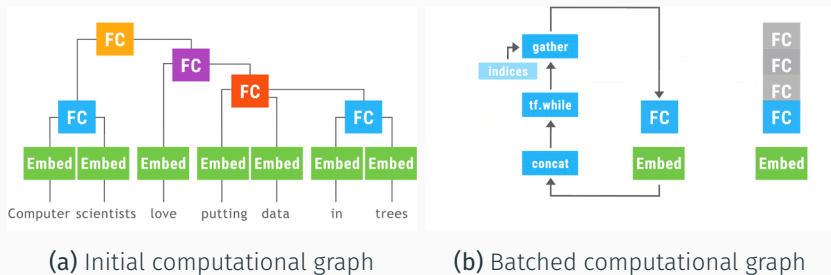 FC
FC
FC
FC FC
Embed Embed Embed Embed Embed Embed Embed
Computer scientists love putting data in trees
(a) Initial computational graph
gather
indices
tf.while
concat
FC
Embed
FC
FC
FC
FC
Embed
(b) Batched computational graph